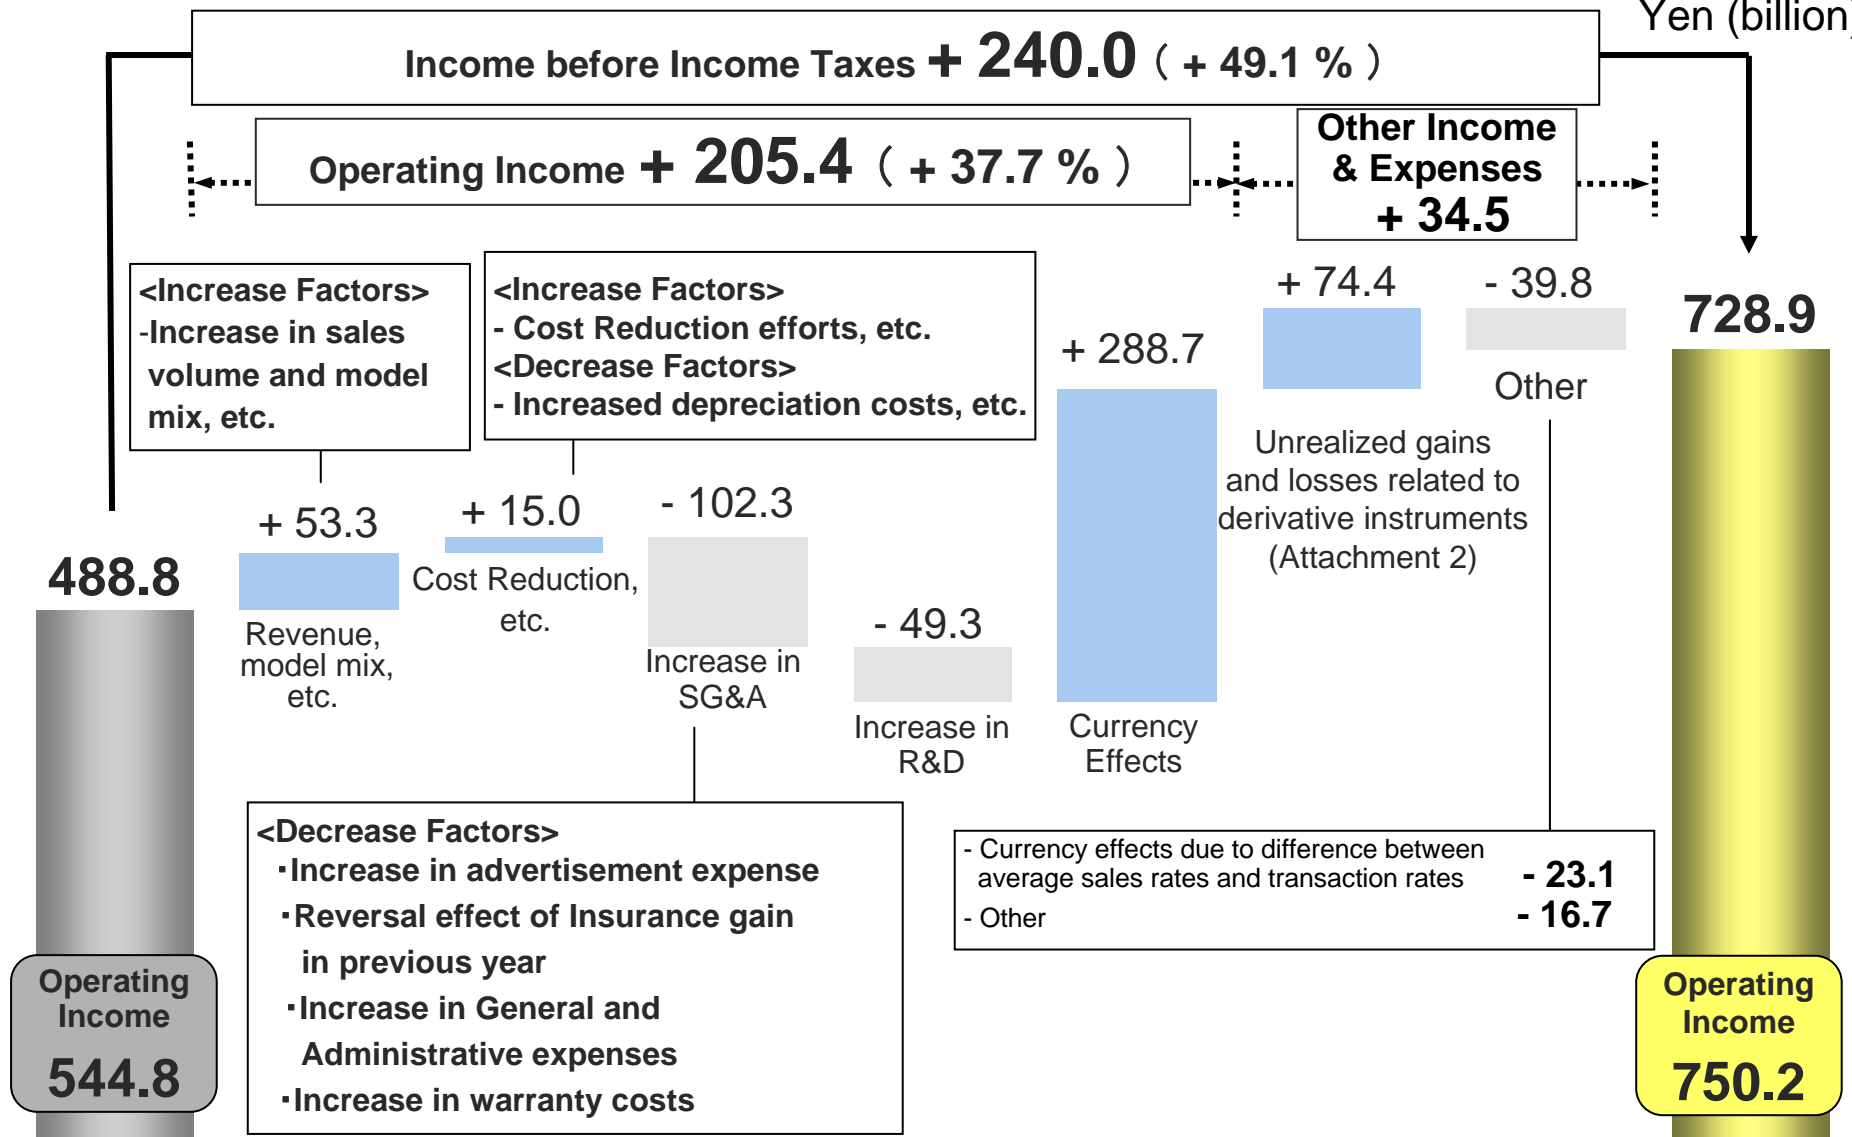 Yen (billion)
Income before Income Taxes + 240.0 ( + 49.1 % )
Operating Income + 205.4 ( + 37.7 % )
Other Income
& Expenses
+ 34.5
<Increase Factors>
-Increase in sales
volume and model
mix, etc.
<Increase Factors>
- Cost Reduction efforts, etc.
<Decrease Factors>
- Increased depreciation costs, etc.
+ 74.4
- 39.8
728.9
+ 288.7
Other
Unrealized gains
and losses related to
derivative instruments
(Attachment 2)
488.8
+ 53.3
+ 15.0
- 102.3
Cost Reduction,
etc.
Revenue,
model mix,
etc.
Increase in
SG&A
- 49.3
Increase in
R&D
Currency
Effects
<Decrease Factors>
・Increase in advertisement expense
・Reversal effect of Insurance gain
in previous year
・Increase in General and
Administrative expenses
・Increase in warranty costs
- Currency effects due to difference between
average sales rates and transaction rates - 23.1
- Other - 16.7
Operating
Income
544.8
Operating
Income
750.2